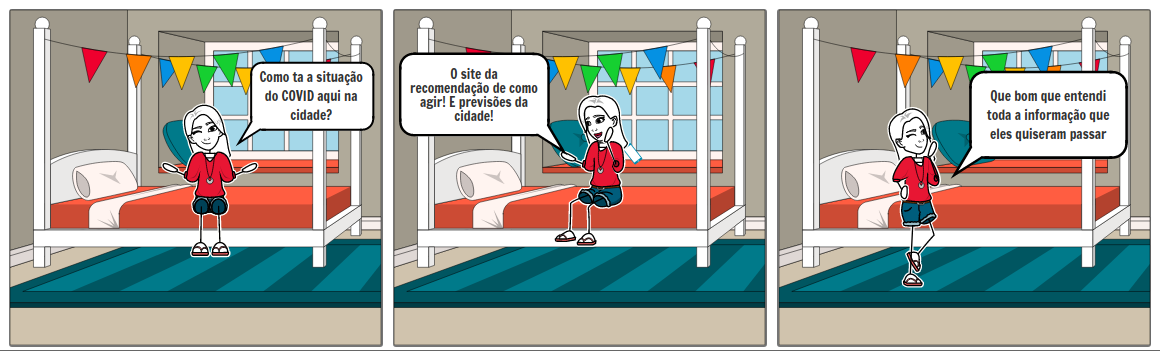 Como ta a situação
do COVID aqui na
cidade?
O site da
recomendação de como
agir! E previsões da
cidade!
Que bom que entendi
toda a informação que
eles quiseram passar